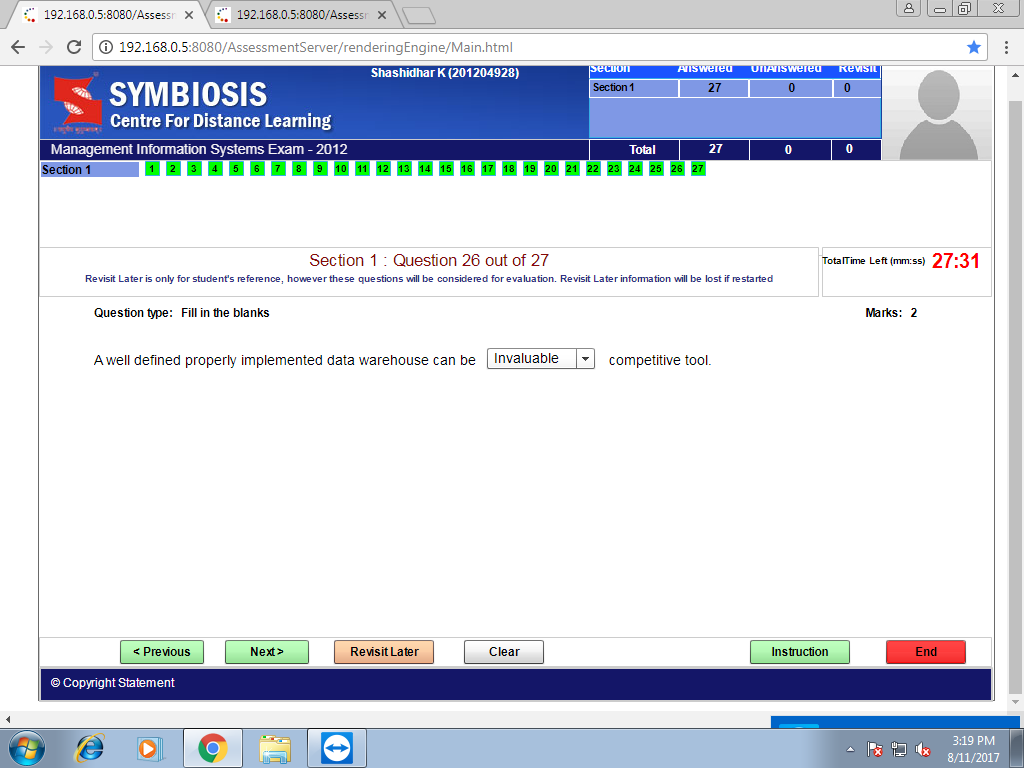 192.168.0.5:8080/Assessm
192.168.0.5:8080/Assessm
192.168.0.5:8080/AssessmentServer/renderingEngine/Main.html
Shashidhar K (201204928)
Section Answered UnAnswered Revisit
SYMBIOSIS
Centre For Distance Learning
Section 1 27 0 0
Management Information Systems Exam - 2012
Total 27 0 0
Section 1 1 2 3 4 5 6 7 8 9 10 11 12 13 14 15 16 17 18 19 20 21 22 23 24 25 26 27
Section 1 : Question 26 out of 27
Revisit Later is only for student's reference, however these questions will be considered for evaluation. Revisit Later information will be lost if restarted
TotalTime Left (mm:ss) 27:31
Question type: Fill in the blanks
Marks: 2
A well defined properly implemented data warehouse can be Invaluable competitive tool.
< Previous Next > Revisit Later Clear Instruction End
© Copyright Statement
3:19 PM
8/11/2017